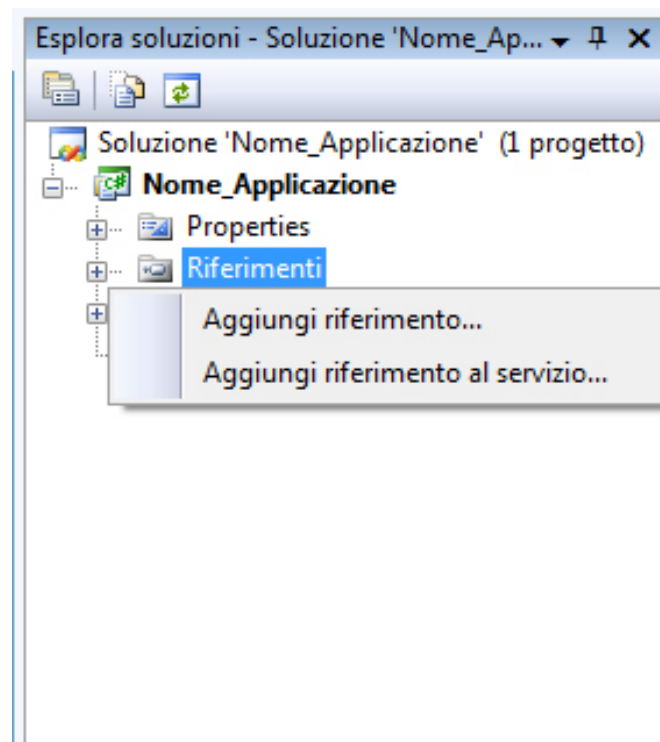 Esplora soluzioni - Soluzione 'Nome_Ap...
Soluzione 'Nome_Applicazione' (1 progetto)
Nome_Applicazione
Properties
Riferimenti
Aggiungi riferimento...
Aggiungi riferimento al servizio...